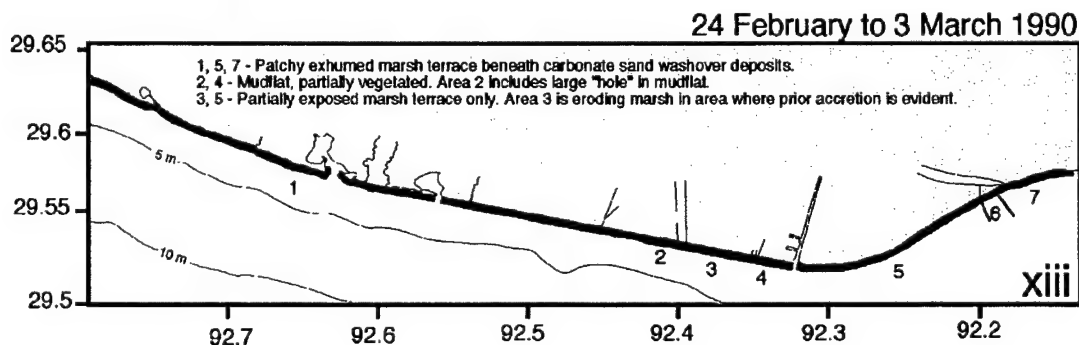 24 February to 3 March 1990
29.65
1, 5, 7 - Patchy exhumed marsh terrace beneath carbonate sand washover deposits.
2, 4 - Mudflat, partially vegetated. Area 2 includes large "hole" in mudflat.
3, 5 - Partially exposed marsh terrace only. Area 3 is eroding marsh in area where prior accretion is evident.
29.6
5 m.
1
29.55
7
6
2
3
4
5
10 m
xiii
29.5
92.7 92.6 92.5 92.4 92.3 92.2